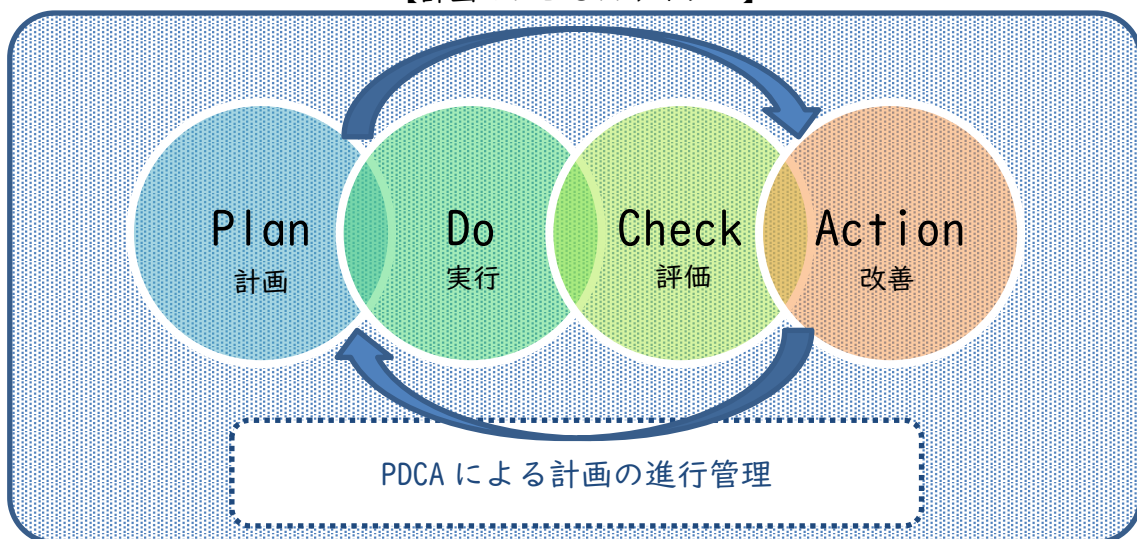 Plan
計画
Do
実行
Check
評価
Action
改善
PDCAによる計画の進行管理